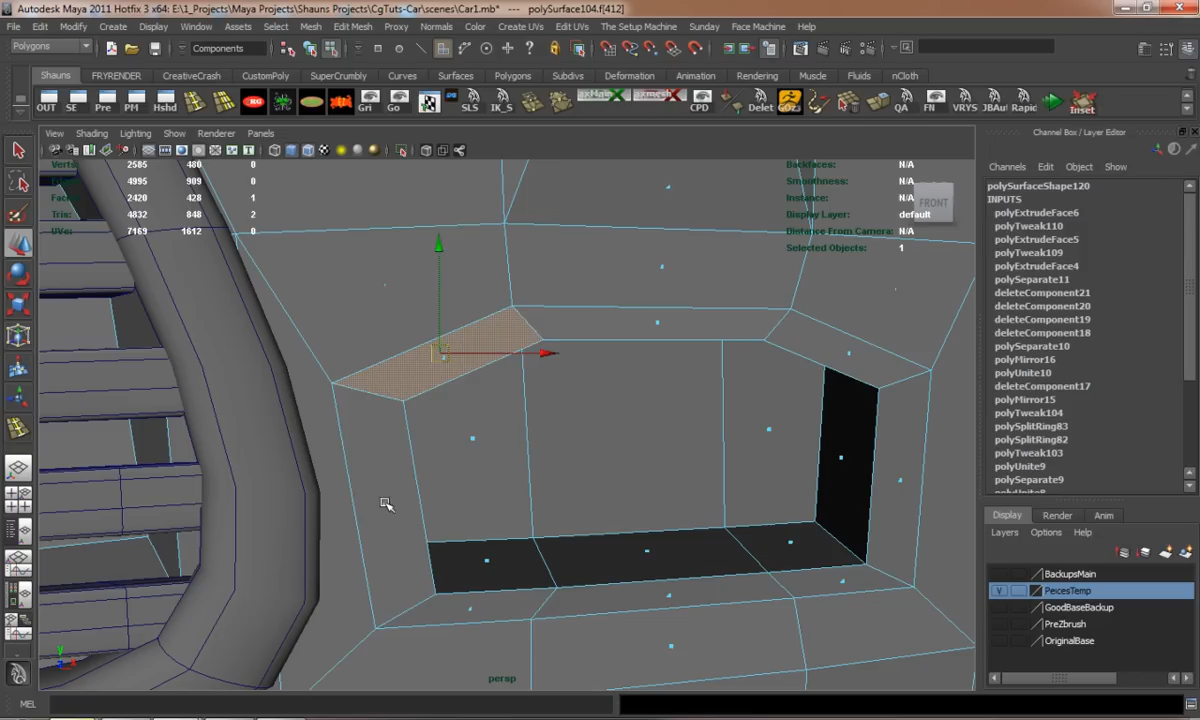 Autodesk Maya 2011 Hotfix 3 x64: E:\1_Projects\Maya Projects\Shauns Projects\CgTuts-Car\scenes\Car1.mb* --- polySurface104.f[412]
File Edit Modify Create Display Window Assets Select Mesh Edit Mesh Proxy Normals Color Create UVs Edit UVs The Setup Machine Sunday Face Machine Help
Polygons Components
Shauns FRYRENDER CreativeCrash CustomPoly SuperCrumbly Curves Surfaces Polygons Subdivs Deformation Animation Rendering Muscle Fluids nCloth
OUT SE Pre PM Hshd Gri Go SLS IK_S CPD Delet GOz QA FN VRYS JBAu Rapic Inset
View Shading Lighting Show Renderer Panels
Channel Box / Layer Editor
Channels Edit Object Show
Verts: 2585 480 0
4995 909 0
2420 428 1
Tris: 4832 848 2
UVs: 7169 1612 0
Backfaces: N/A
Smoothness: N/A
Instance: N/A
Display Layer: default
Distance From Camera: N/A
Selected Objects: 1
FRONT
polySurfaceShape120
INPUTS
polyExtrudeFace6
polyTweak110
polyExtrudeFace5
polyTweak109
polyExtrudeFace4
polySeparate11
deleteComponent21
deleteComponent20
deleteComponent19
deleteComponent18
polySeparate10
polyMirror16
polyUnite10
deleteComponent17
polyMirror15
polyTweak104
polySplitRing83
polySplitRing82
polyTweak103
polyUnite9
polySeparate9
Display Render Anim
Layers Options Help
BackupsMain
V PeicesTemp
GoodBaseBackup
PreZbrush
OriginalBase
persp
MEL